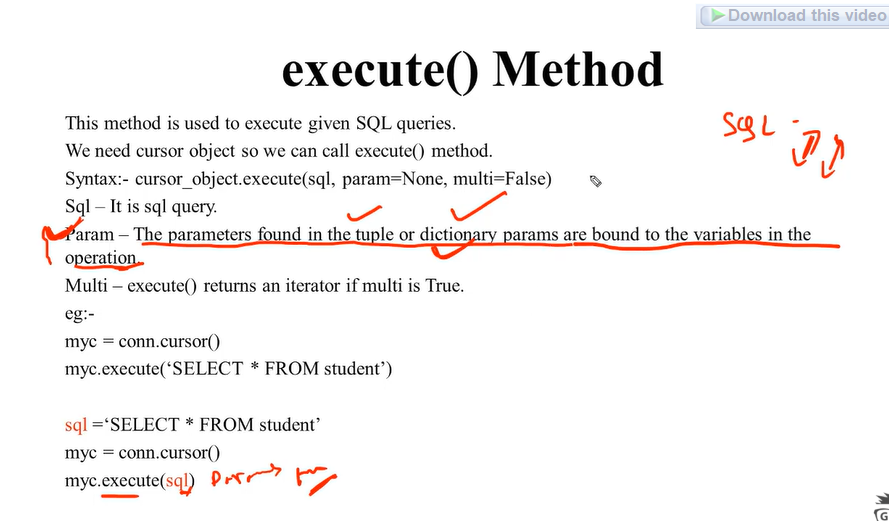 Download this video
execute() Method
This method is used to execute given SQL queries.
We need cursor object so we can call execute() method.
Syntax:- cursor_object.execute(sql, param=None, multi=False)
Sql – It is sql query.
Param – The parameters found in the tuple or dictionary params are bound to the variables in the
operation.
Multi – execute() returns an iterator if multi is True.
eg:-
myc = conn.cursor()
myc.execute(‘SELECT * FROM student’)
sql =‘SELECT * FROM student’
myc = conn.cursor()
myc.execute(sql)
SQL
G